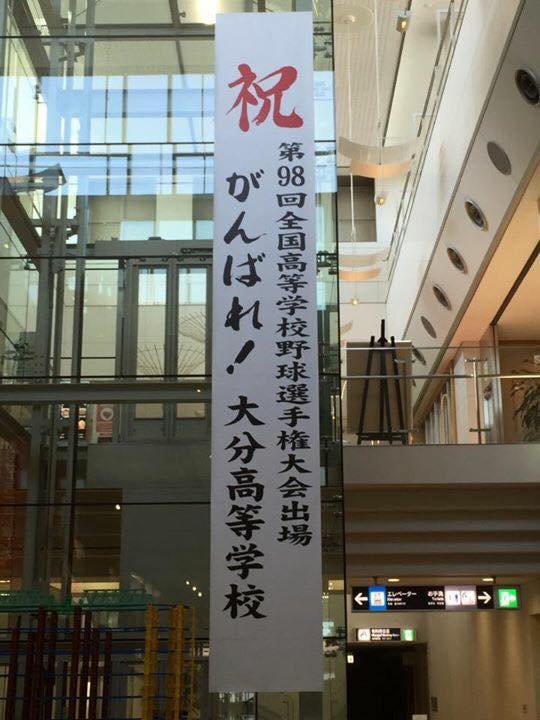 祝
第98回全国高等学校野球選手権大会出場
がんばれ！大分高等学校
エレベーター
Elevator
お手洗
Toilets